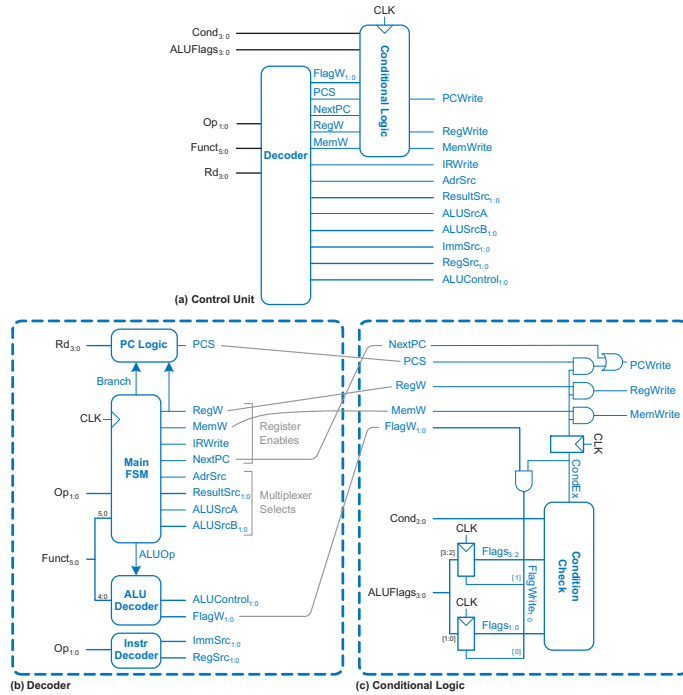 CLK
Cond3:0
ALUFlags3:0
Conditional Logic
FlagW1:0
PCS
PCWrite
NextPC
Op1:0
RegW
RegWrite
Funct5:0
MemW
MemWrite
Decoder
IRWrite
Rd3:0
AdrSrc
ResultSrc1:0
ALUSrcA
ALUSrcB1:0
ImmSrc1:0
RegSrc1:0
ALUControl1:0
(a) Control Unit
Rd3:0
PC Logic
PCS
Branch
CLK
RegW
MemW
Register
Enables
IRWrite
Main
FSM
NextPC
AdrSrc
Op1:0
ResultSrc1:0
Multiplexer
Selects
ALUSrcA
5,0
ALUSrcB1:0
Funct5:0
ALUOp
4:0
ALU
Decoder
ALUControl1:0
FlagW1:0
Op1:0
Instr
Decoder
ImmSrc1:0
RegSrc1:0
(b) Decoder
NextPC
PCS
PCWrite
RegW
RegWrite
MemW
MemWrite
FlagW1:0
CLK
CondEx
Cond3:0
CLK
[3:2]
Flags3:2
[1]
FlagWrite1:0
Condition
Check
ALUFlags3:0
CLK
[1:0]
Flags1:0
[0]
(c) Conditional Logic